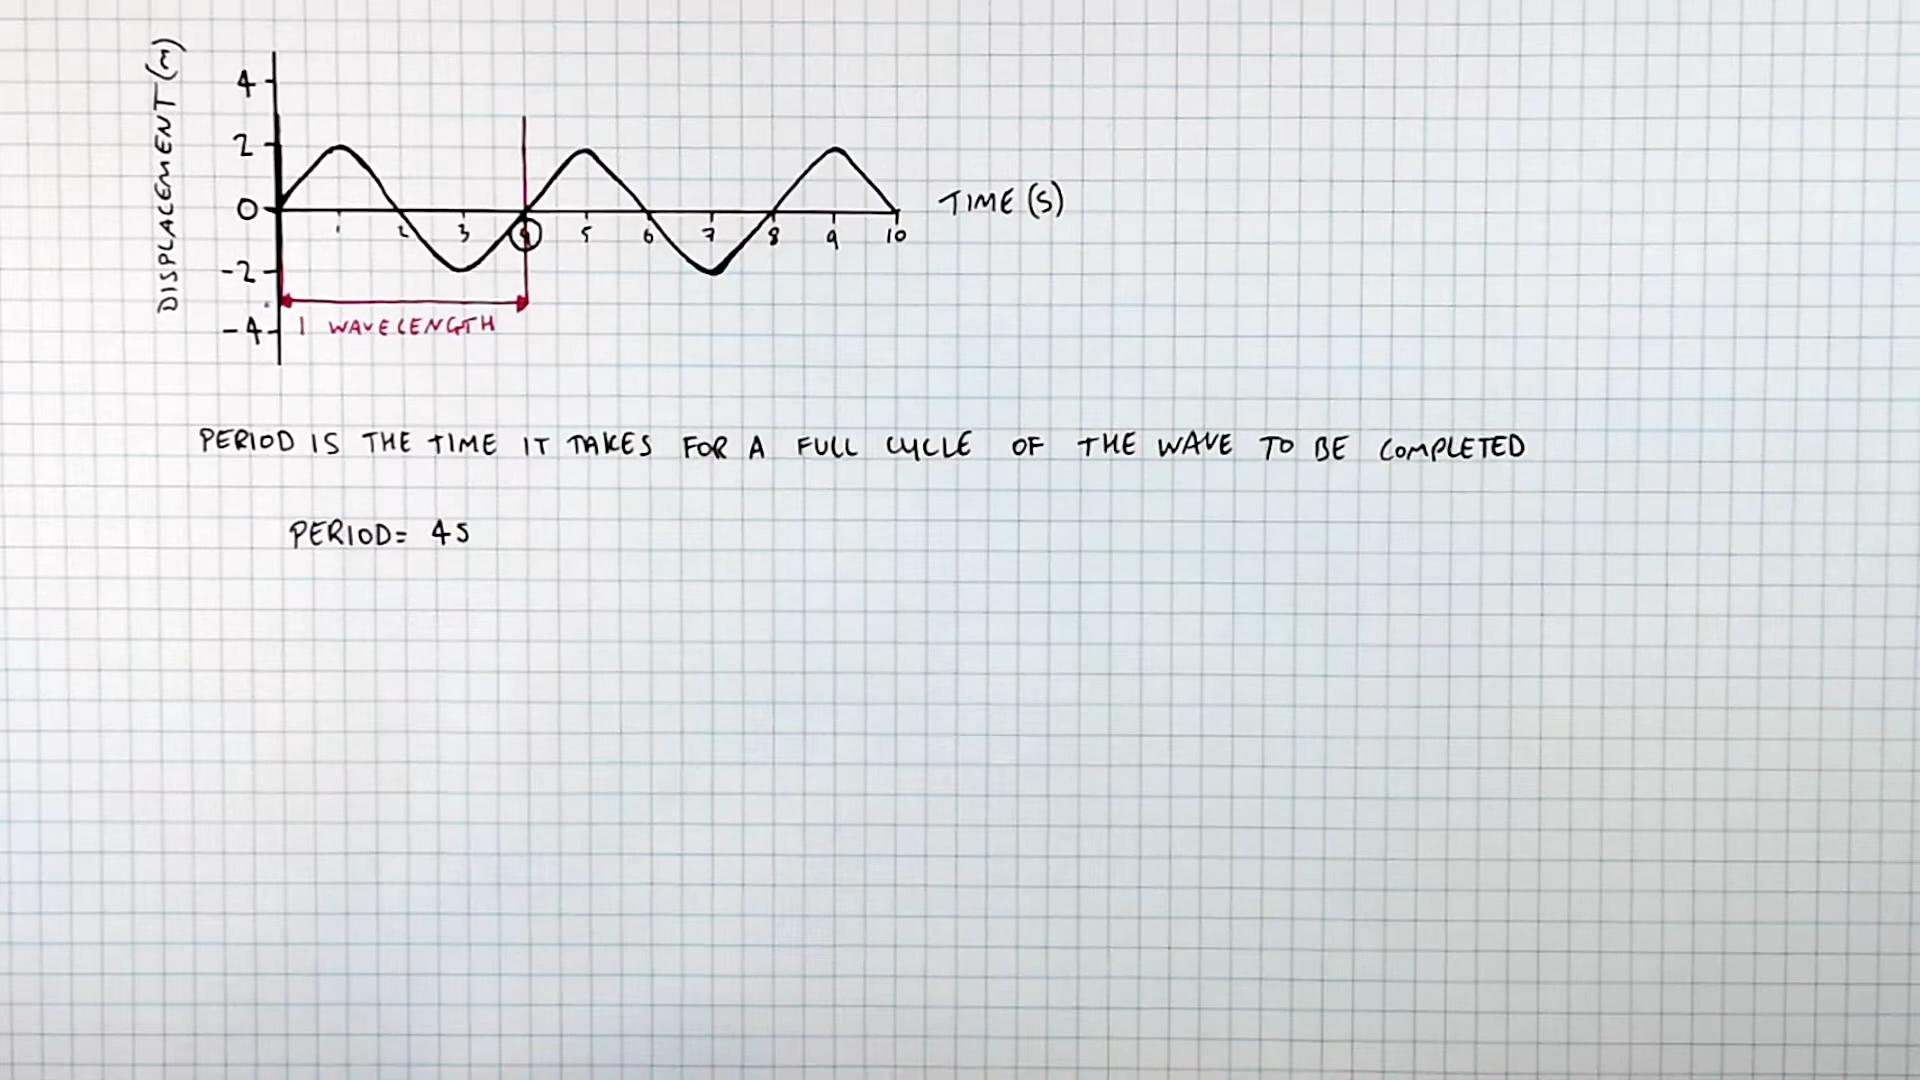 DISPLACEMENT (m)
4
2
0
-2
-4
1 2 3 4 5 6 7 8 9 10
TIME (S)
1 WAVELENGTH
PERIOD IS THE TIME IT TAKES FOR A FULL CYCLE OF THE WAVE TO BE COMPLETED
PERIOD= 4S